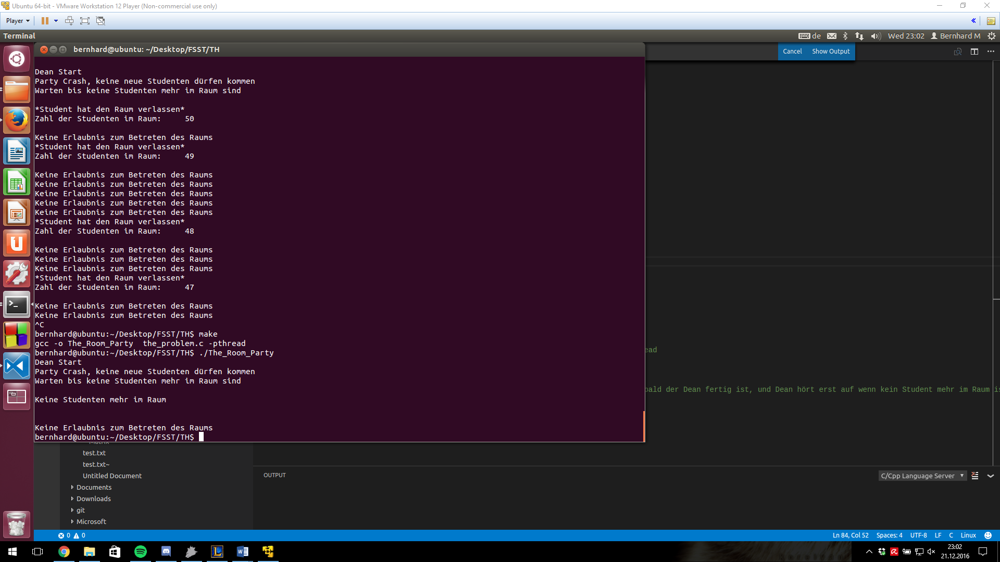 Ubuntu 64-bit - VMware Workstation 12 Player (Non-commercial use only)
Player
Terminal
de
Wed 23:02
Bernhard M
bernhard@ubuntu: ~/Desktop/FSST/TH
Cancel
Show Output
Dean Start
Party Crash, keine neue Studenten dürfen kommen
Warten bis keine Studenten mehr im Raum sind
*Student hat den Raum verlassen*
Zahl der Studenten im Raum: 50
Keine Erlaubnis zum Betreten des Raums
*Student hat den Raum verlassen*
Zahl der Studenten im Raum: 49
Keine Erlaubnis zum Betreten des Raums
Keine Erlaubnis zum Betreten des Raums
Keine Erlaubnis zum Betreten des Raums
Keine Erlaubnis zum Betreten des Raums
Keine Erlaubnis zum Betreten des Raums
*Student hat den Raum verlassen*
Zahl der Studenten im Raum: 48
Keine Erlaubnis zum Betreten des Raums
Keine Erlaubnis zum Betreten des Raums
Keine Erlaubnis zum Betreten des Raums
*Student hat den Raum verlassen*
Zahl der Studenten im Raum: 47
Keine Erlaubnis zum Betreten des Raums
Keine Erlaubnis zum Betreten des Raums
^C
bernhard@ubuntu:~/Desktop/FSST/TH$ make
gcc -o The_Room_Party the_problem.c -pthread
bernhard@ubuntu:~/Desktop/FSST/TH$ ./The_Room_Party
Dean Start
Party Crash, keine neue Studenten dürfen kommen
Warten bis keine Studenten mehr im Raum sind
Keine Studenten mehr im Raum
Keine Erlaubnis zum Betreten des Raums
bernhard@ubuntu:~/Desktop/FSST/TH$
ead
bald der Dean fertig ist, und Dean hört erst auf wenn kein Student mehr im Raum is
test.txt
test.txt~
Untitled Document
Documents
Downloads
git
Microsoft
OUTPUT
C/Cpp Language Server
0 0
Ln 84, Col 52
Spaces: 4
UTF-8
LF
C
Linux
23:02
21.12.2016